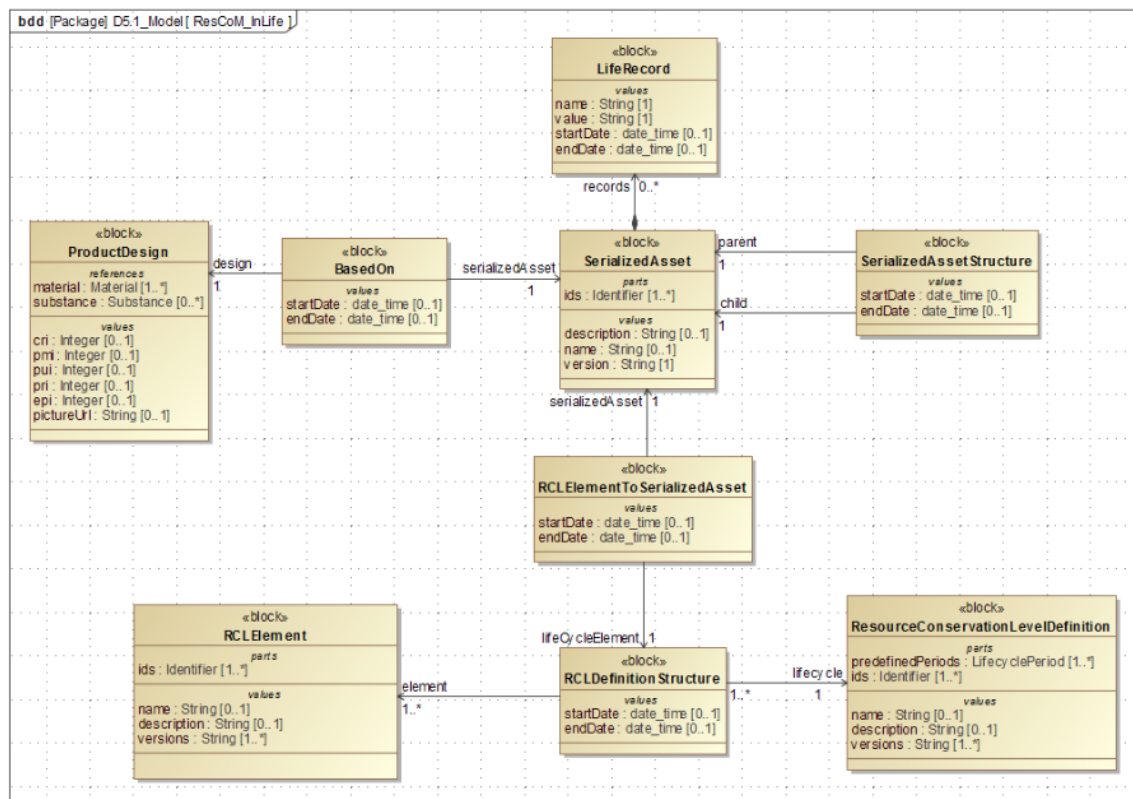 bdd [Package] D5.1_Model [ ResCoM_InLife ]
«block»
LifeRecord
values
name : String [1]
value : String [1]
startDate : date_time [0..1]
endDate : date_time [0..1]
records 0..*
«block»
ProductDesign
references
material : Material [1..*]
substance : Substance [0..*]
values
cri : Integer [0..1]
pmi : Integer [0..1]
pui : Integer [0..1]
pri : Integer [0..1]
epi : Integer [0..1]
pictureUrl : String [0..1]
design
1
«block»
BasedOn
values
startDate : date_time [0..1]
endDate : date_time [0..1]
serializedAsset
1
«block»
SerializedAsset
parts
ids : Identifier [1..*]
values
description : String [0..1]
name : String [0..1]
version : String [1]
parent
1
child
1
«block»
SerializedAssetStructure
values
startDate : date_time [0..1]
endDate : date_time [0..1]
serializedAsset 1
«block»
RCLElementToSerializedAsset
values
startDate : date_time [0..1]
endDate : date_time [0..1]
lifeCycleElement 1
«block»
RCLElement
parts
ids : Identifier [1..*]
values
name : String [0..1]
description : String [0..1]
versions : String [1..*]
element
1..*
«block»
RCLDefinitionStructure
values
startDate : date_time [0..1]
endDate : date_time [0..1]
lifecycle
1..* 1
«block»
ResourceConservationLevelDefinition
parts
predefinedPeriods : LifecyclePeriod [1..*]
ids : Identifier [1..*]
values
name : String [0..1]
description : String [0..1]
versions : String [1..*]